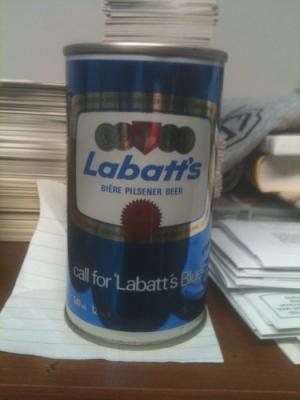 Labatt's
BIÈRE PILSENER BEER
call for 'Labatt's Blue'